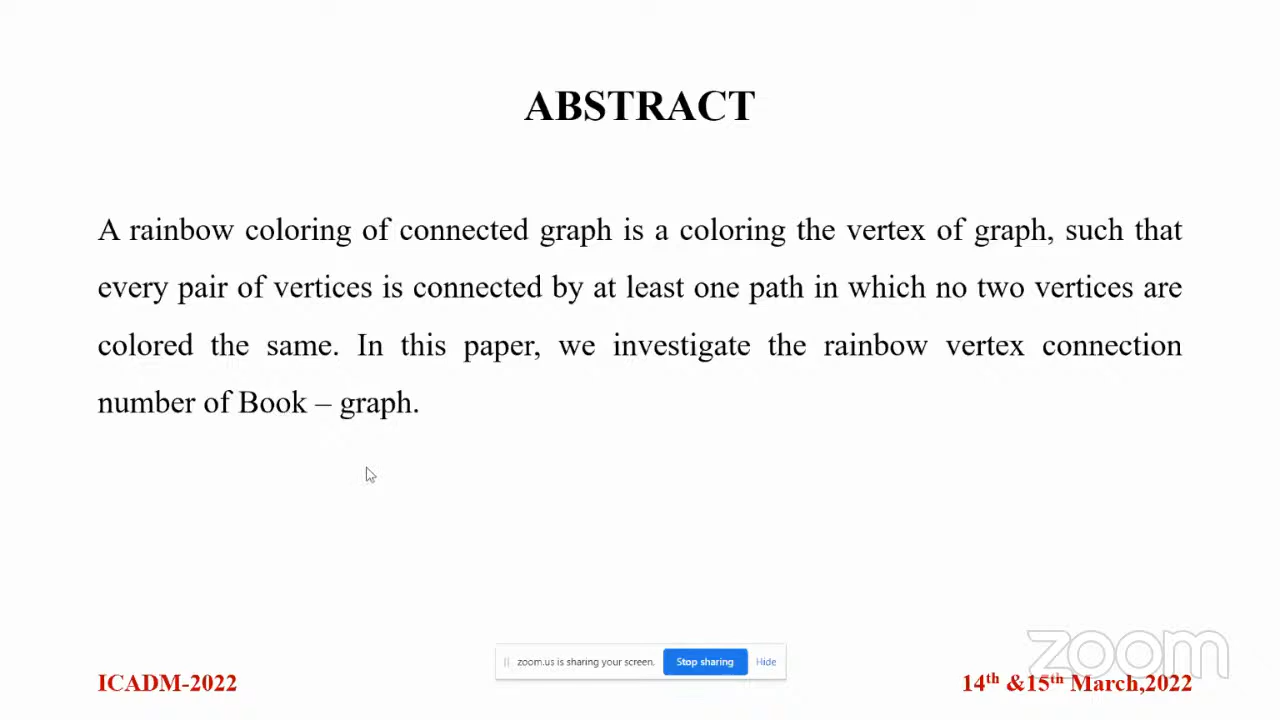 ABSTRACT
A rainbow coloring of connected graph is a coloring the vertex of graph, such that
every pair of vertices is connected by at least one path in which no two vertices are
colored the same. In this paper, we investigate the rainbow vertex connection
number of Book – graph.
zoom
zoom.us is sharing your screen. Stop sharing Hide
ICADM-2022 14th &15th March,2022